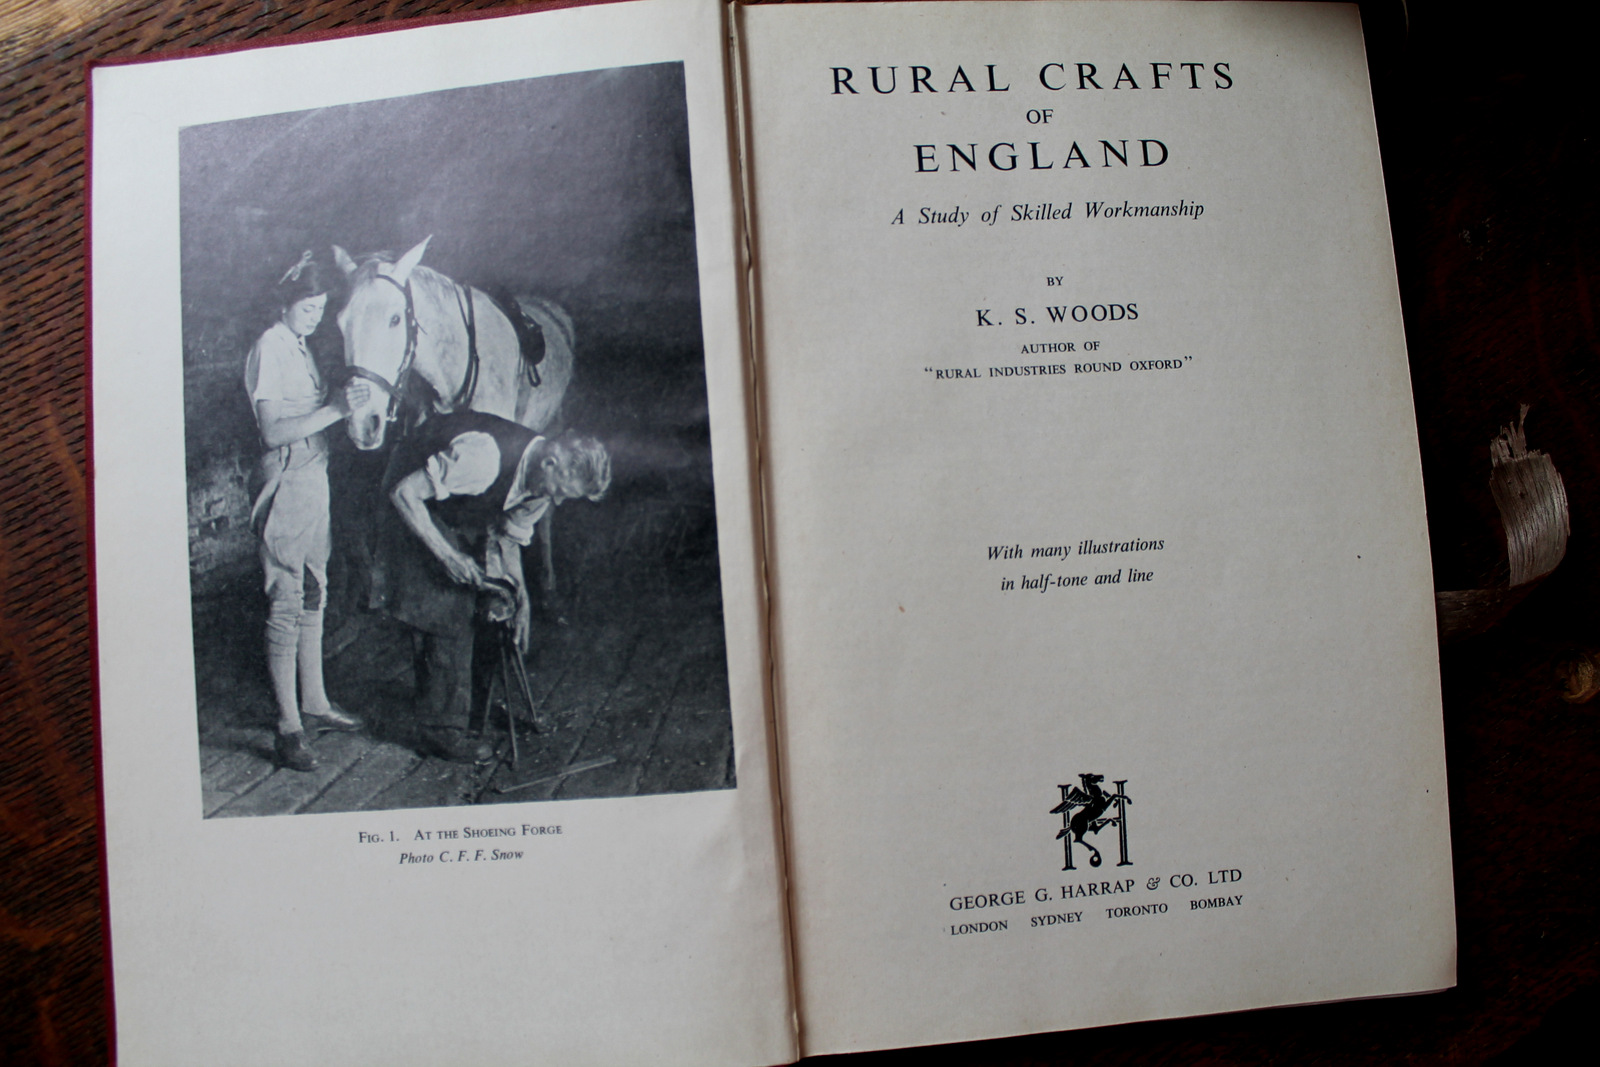 Fig. 1. At the Shoeing Forge
Photo C. F. F. Snow
RURAL CRAFTS
OF
ENGLAND
A Study of Skilled Workmanship
BY
K. S. WOODS
AUTHOR OF
“RURAL INDUSTRIES ROUND OXFORD”
With many illustrations
in half-tone and line
H
GEORGE G. HARRAP & CO. LTD
LONDON SYDNEY TORONTO BOMBAY